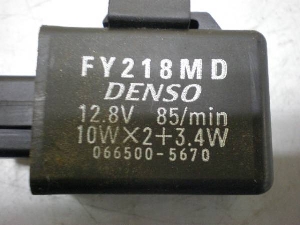 FY218MD
DENSO
12.8V 85/min
10W×2+3.4W
066500-5670